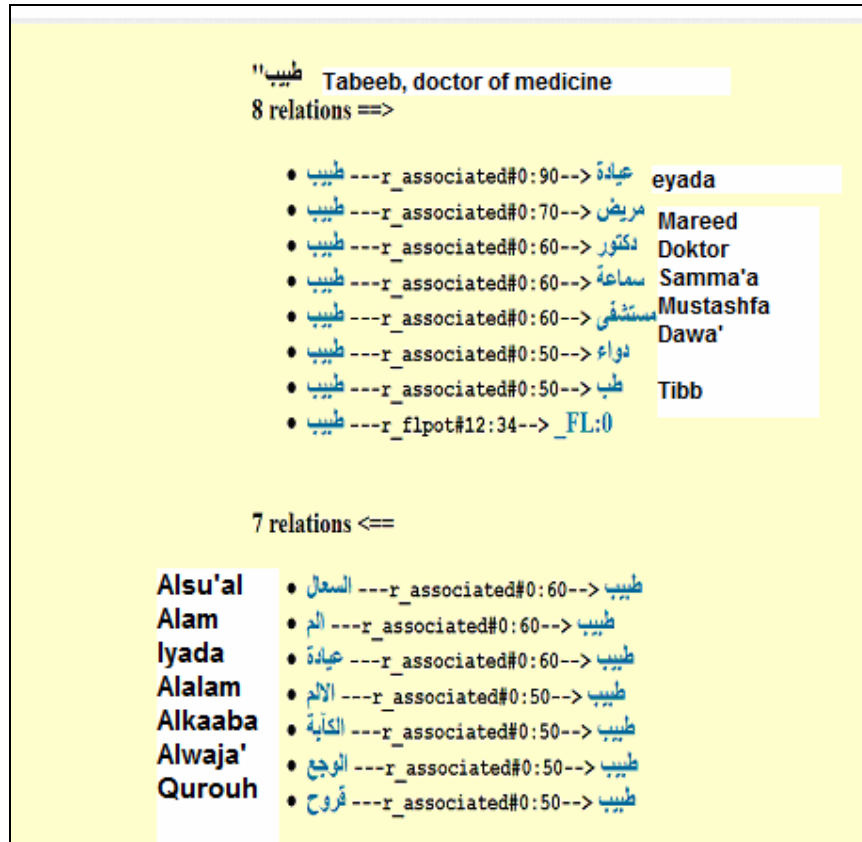 طبيب'' Tabeeb, doctor of medicine
8 relations ==>
• طبيب ---r_associated#0:90--> عيادة eyada
• طبيب ---r_associated#0:70--> مريض Mareed
• طبيب ---r_associated#0:60--> دكتور Doktor
• طبيب ---r_associated#0:60--> سماعة Samma'a
• طبيب ---r_associated#0:60--> مستشفى Mustashfa
• طبيب ---r_associated#0:50--> دواء Dawa'
• طبيب ---r_associated#0:50--> طب Tibb
• طبيب ---r_flpot#12:34--> _FL:0
7 relations <==
Alsu'al • السعال ---r_associated#0:60--> طبيب
Alam • الم ---r_associated#0:60--> طبيب
Iyada • عيادة ---r_associated#0:60--> طبيب
Alalam • الالم ---r_associated#0:50--> طبيب
Alkaaba • الكآبة ---r_associated#0:50--> طبيب
Alwaja' • الوجع ---r_associated#0:50--> طبيب
Qurouh • قروح ---r_associated#0:50--> طبيب